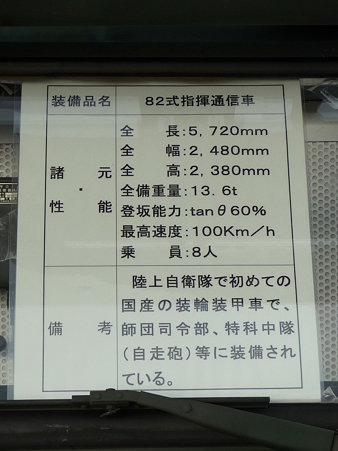 装備品名 82式指揮通信車
諸元・性能
全長:5,720mm
全幅:2,480mm
全高:2,380mm
全備重量:13.6t
登坂能力:tanθ60%
最高速度:100Km/h
乗員:8人
備考
陸上自衛隊で初めての
国産の装輪装甲車で、
師団司令部、特科中隊
(自走砲)等に装備され
ている。